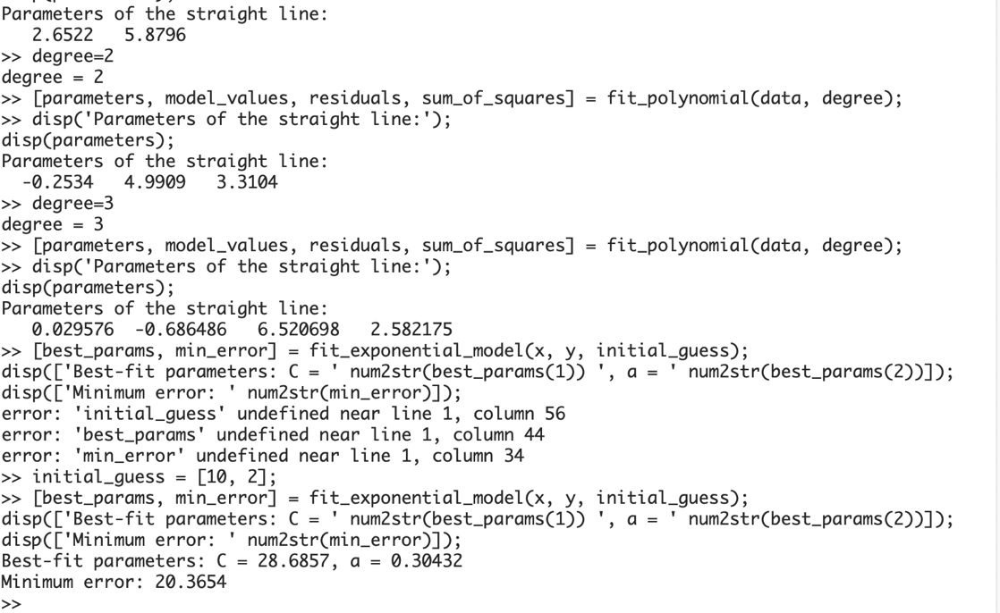 Parameters of the straight line:
   2.6522   5.8796
>> degree=2
degree = 2
>> [parameters, model_values, residuals, sum_of_squares] = fit_polynomial(data, degree);
>> disp('Parameters of the straight line:');
disp(parameters);
Parameters of the straight line:
  -0.2534   4.9909   3.3104
>> degree=3
degree = 3
>> [parameters, model_values, residuals, sum_of_squares] = fit_polynomial(data, degree);
>> disp('Parameters of the straight line:');
disp(parameters);
Parameters of the straight line:
   0.029576  -0.686486   6.520698   2.582175
>> [best_params, min_error] = fit_exponential_model(x, y, initial_guess);
disp(['Best-fit parameters: C = ' num2str(best_params(1)) ', a = ' num2str(best_params(2))]);
disp(['Minimum error: ' num2str(min_error)]);
error: 'initial_guess' undefined near line 1, column 56
error: 'best_params' undefined near line 1, column 44
error: 'min_error' undefined near line 1, column 34
>> initial_guess = [10, 2];
>> [best_params, min_error] = fit_exponential_model(x, y, initial_guess);
disp(['Best-fit parameters: C = ' num2str(best_params(1)) ', a = ' num2str(best_params(2))]);
disp(['Minimum error: ' num2str(min_error)]);
Best-fit parameters: C = 28.6857, a = 0.30432
Minimum error: 20.3654
>>